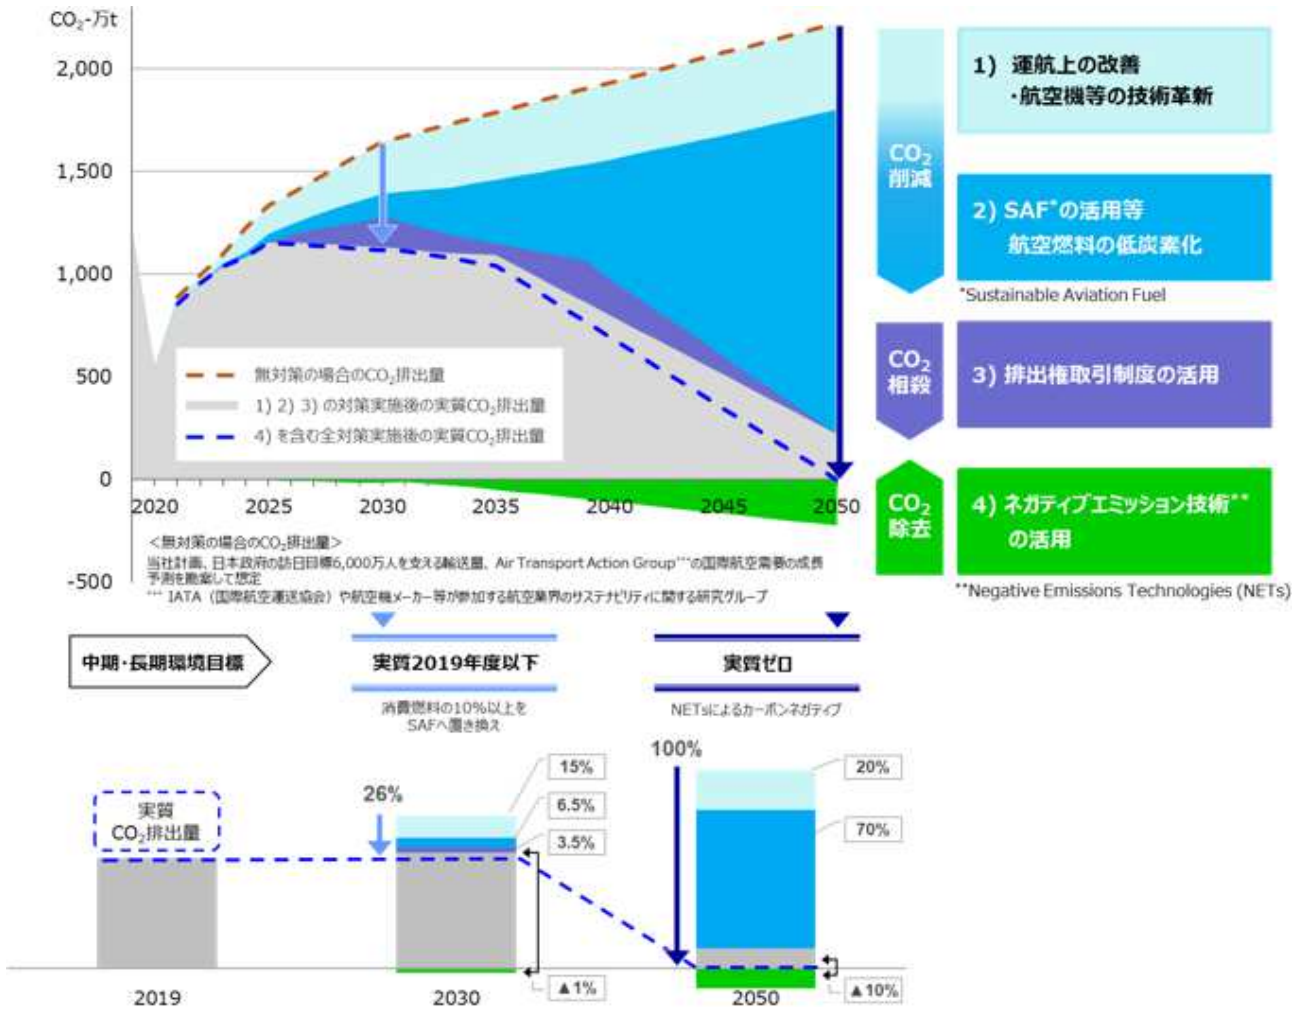 CO₂-万t
2,000
1,500
1,000
500
0
-500
2020
2025
2030
2035
2040
2045
2050
無対策の場合のCO₂排出量
1) 2) 3) の対策実施後の実質CO₂排出量
4) を含む全対策実施後の実質CO₂排出量
CO₂
削減
1) 運航上の改善
・航空機等の技術革新
2) SAF*の活用等
航空燃料の低炭素化
*Sustainable Aviation Fuel
CO₂
相殺
3) 排出権取引制度の活用
CO₂
除去
4) ネガティブエミッション技術**
の活用
**Negative Emissions Technologies (NETs)
<無対策の場合のCO₂排出量>
当社計画、日本政府の訪日目標6,000万人を支える輸送量、Air Transport Action Group***の国際航空需要の成長
予測を勘案して想定
*** IATA（国際航空運送協会）や航空機メーカー等が参加する航空業界のサステナビリティに関する研究グループ
中期・長期環境目標
実質2019年度以下
消費燃料の10%以上を
SAFへ置き換え
実質ゼロ
NETsによるカーボンネガティブ
実質
CO₂排出量
26%
15%
6.5%
3.5%
▲1%
100%
20%
70%
▲10%
2019
2030
2050